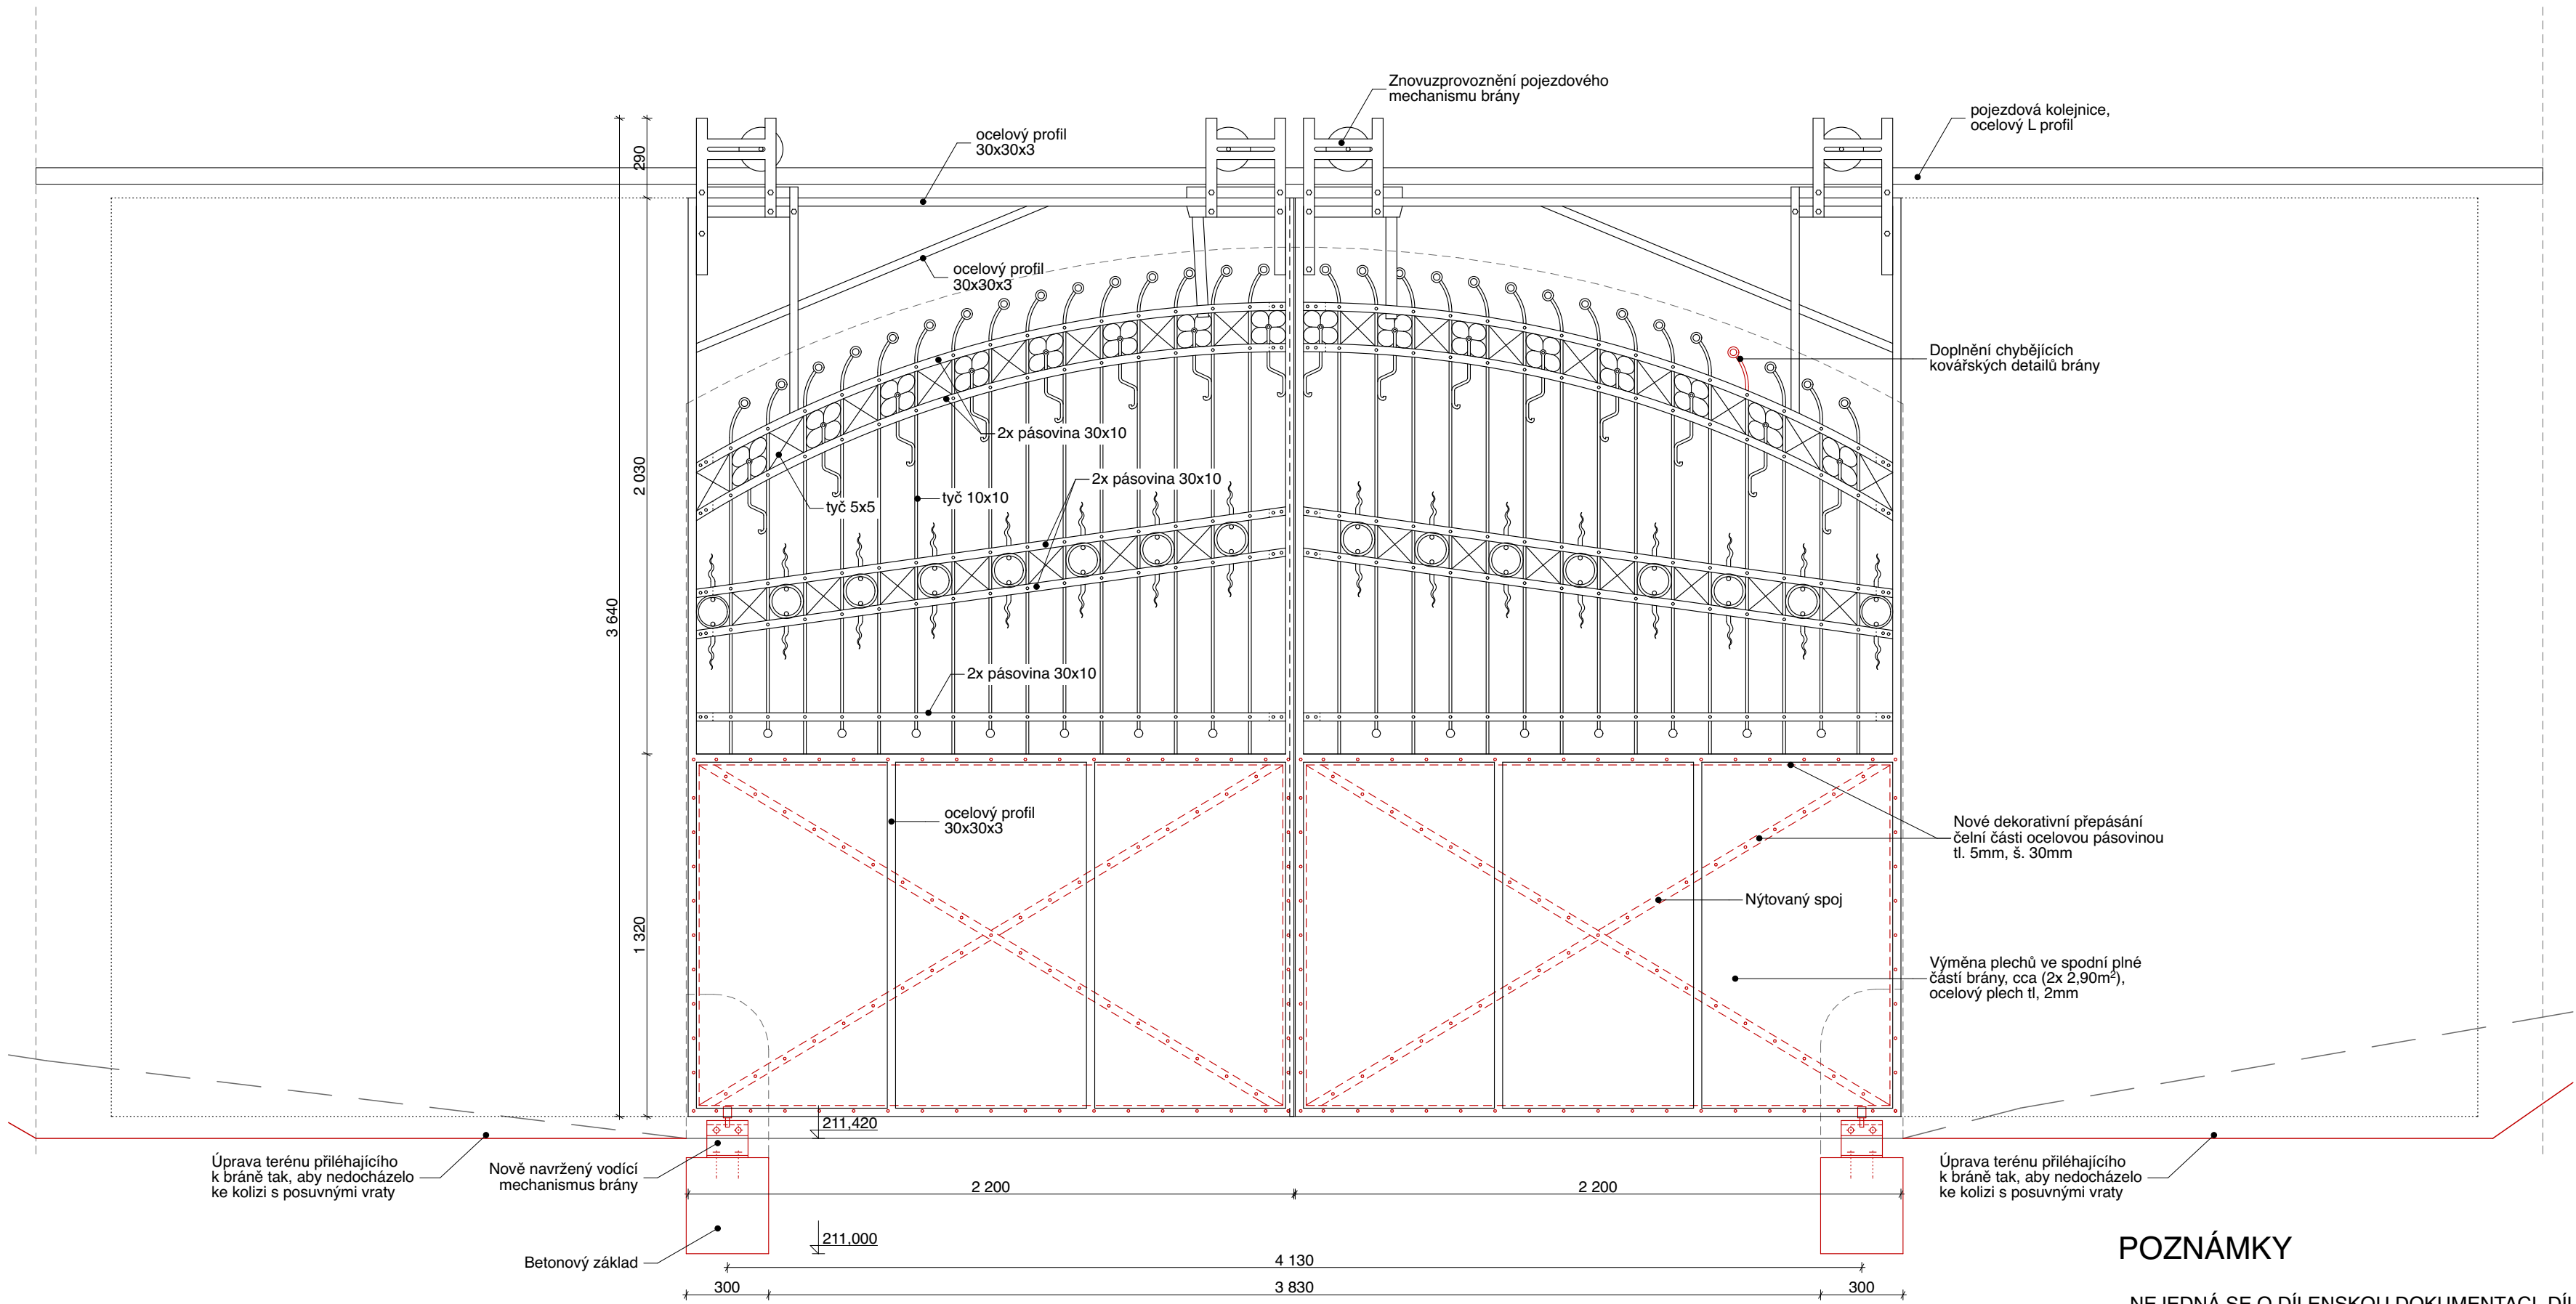 Znovuzprovoznění pojezdového
mechanismu brány
pojezdová kolejnice,
ocelový L profil
ocelový profil
30x30x3
290
ocelový profil
30x30x3
Doplnění chybějících
kovářských detailů brány
2x pásovina 30x10
2 030
2x pásovina 30x10
tyč 10x10
tyč 5x5
3 640
2x pásovina 30x10
ocelový profil
30x30x3
Nové dekorativní přepásání
čelní části ocelovou pásovinou
tl. 5mm, š. 30mm
Nýtovaný spoj
1 320
Výměna plechů ve spodní plné
částí brány, cca (2x 2,90m²),
ocelový plech tl, 2mm
211,420
Úprava terénu přiléhajícího
k bráně tak, aby nedocházelo
ke kolizi s posuvnými vraty
Nově navržený vodící
mechanismus brány
2 200
2 200
Úprava terénu přiléhajícího
k bráně tak, aby nedocházelo
ke kolizi s posuvnými vraty
211,000
Betonový základ
POZNÁMKY
4 130
300
3 830
300
NEJEDNÁ SE O DÍLENSKOU DOKUMENTACI,